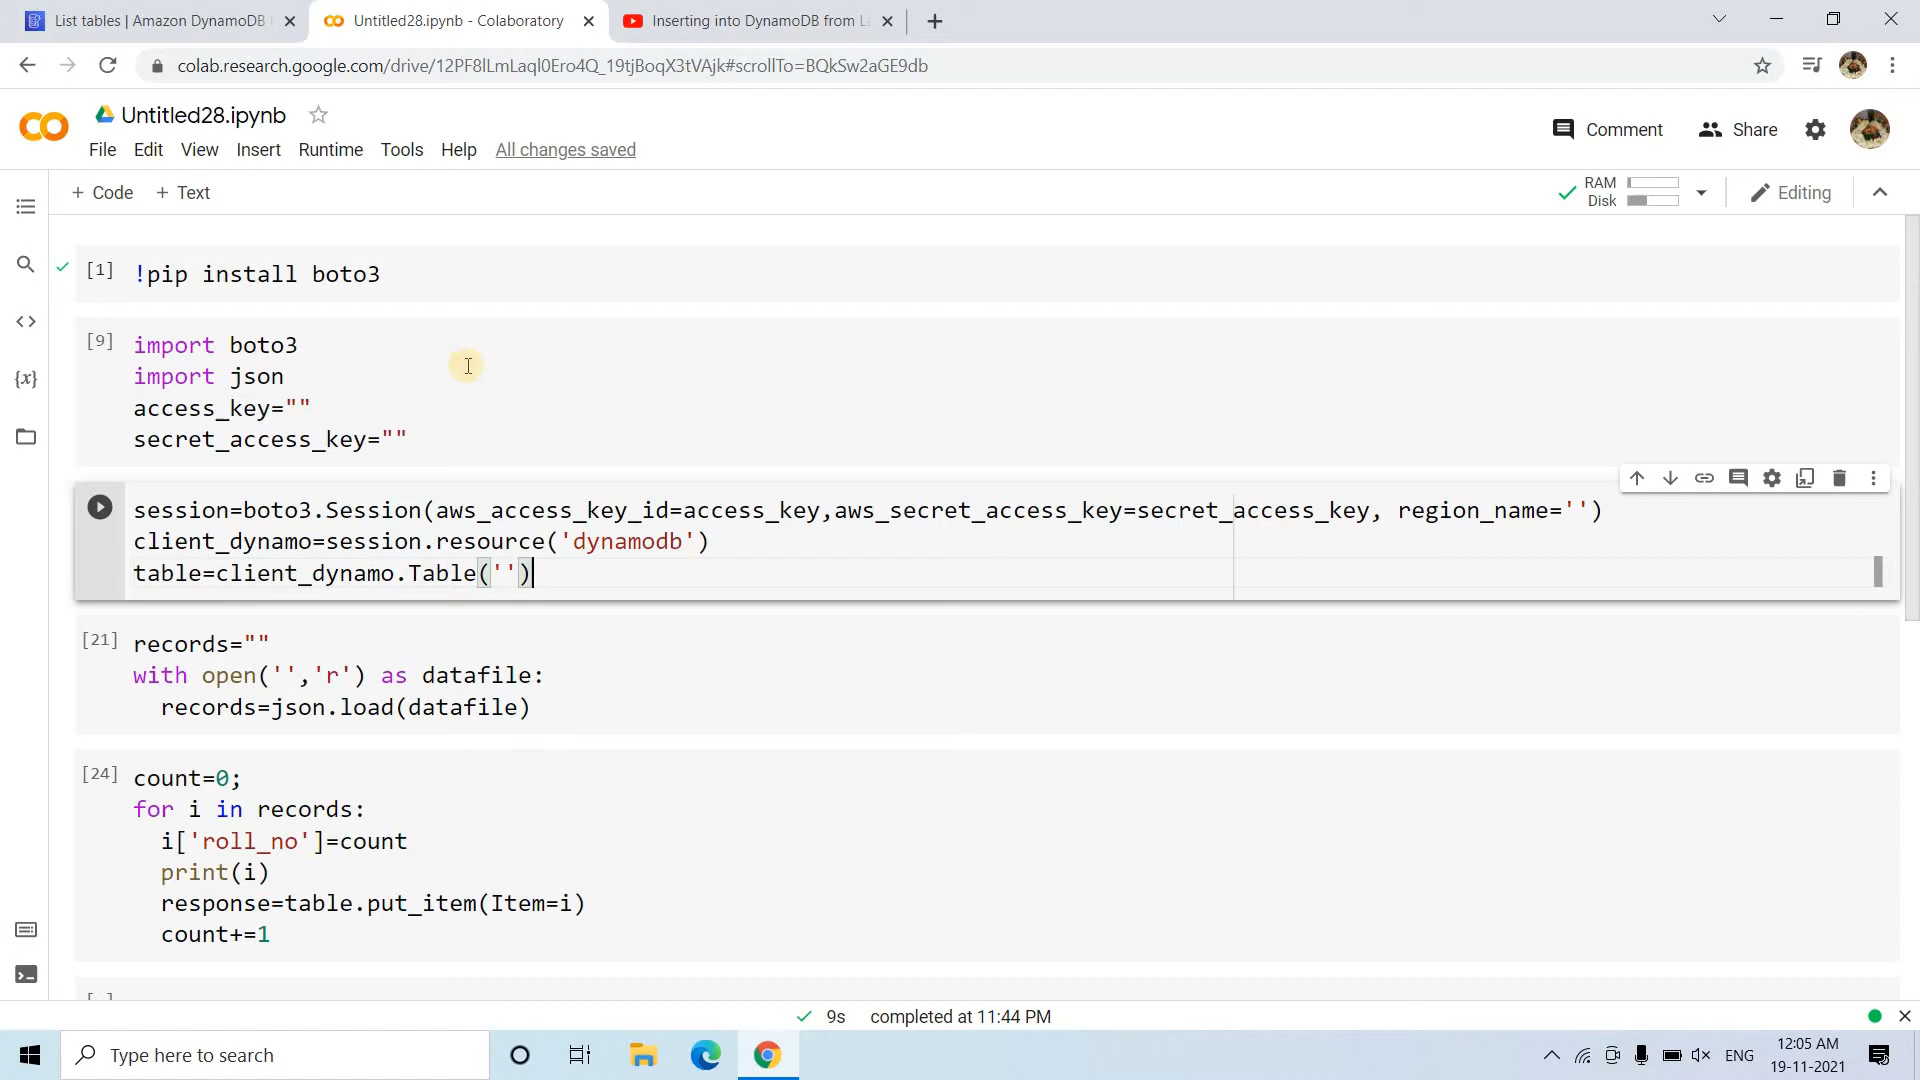 List tables | Amazon DynamoDB
Untitled28.ipynb - Colaboratory
Inserting into DynamoDB from La
colab.research.google.com/drive/12PF8lLmLaql0Ero4Q_19tjBoqX3tVAjk#scrollTo=BQkSw2aGE9db
Untitled28.ipynb
Comment
Share
File Edit View Insert Runtime Tools Help All changes saved
+ Code + Text
RAM
Disk
Editing
[1] !pip install boto3
[9] import boto3
import json
access_key=""
secret_access_key=""
session=boto3.Session(aws_access_key_id=access_key,aws_secret_access_key=secret_access_key, region_name='')
client_dynamo=session.resource('dynamodb')
table=client_dynamo.Table('')
[21] records=""
with open('','r') as datafile:
records=json.load(datafile)
[24] count=0;
for i in records:
i['roll_no']=count
print(i)
response=table.put_item(Item=i)
count+=1
9s completed at 11:44 PM
Type here to search
ENG
12:05 AM
19-11-2021